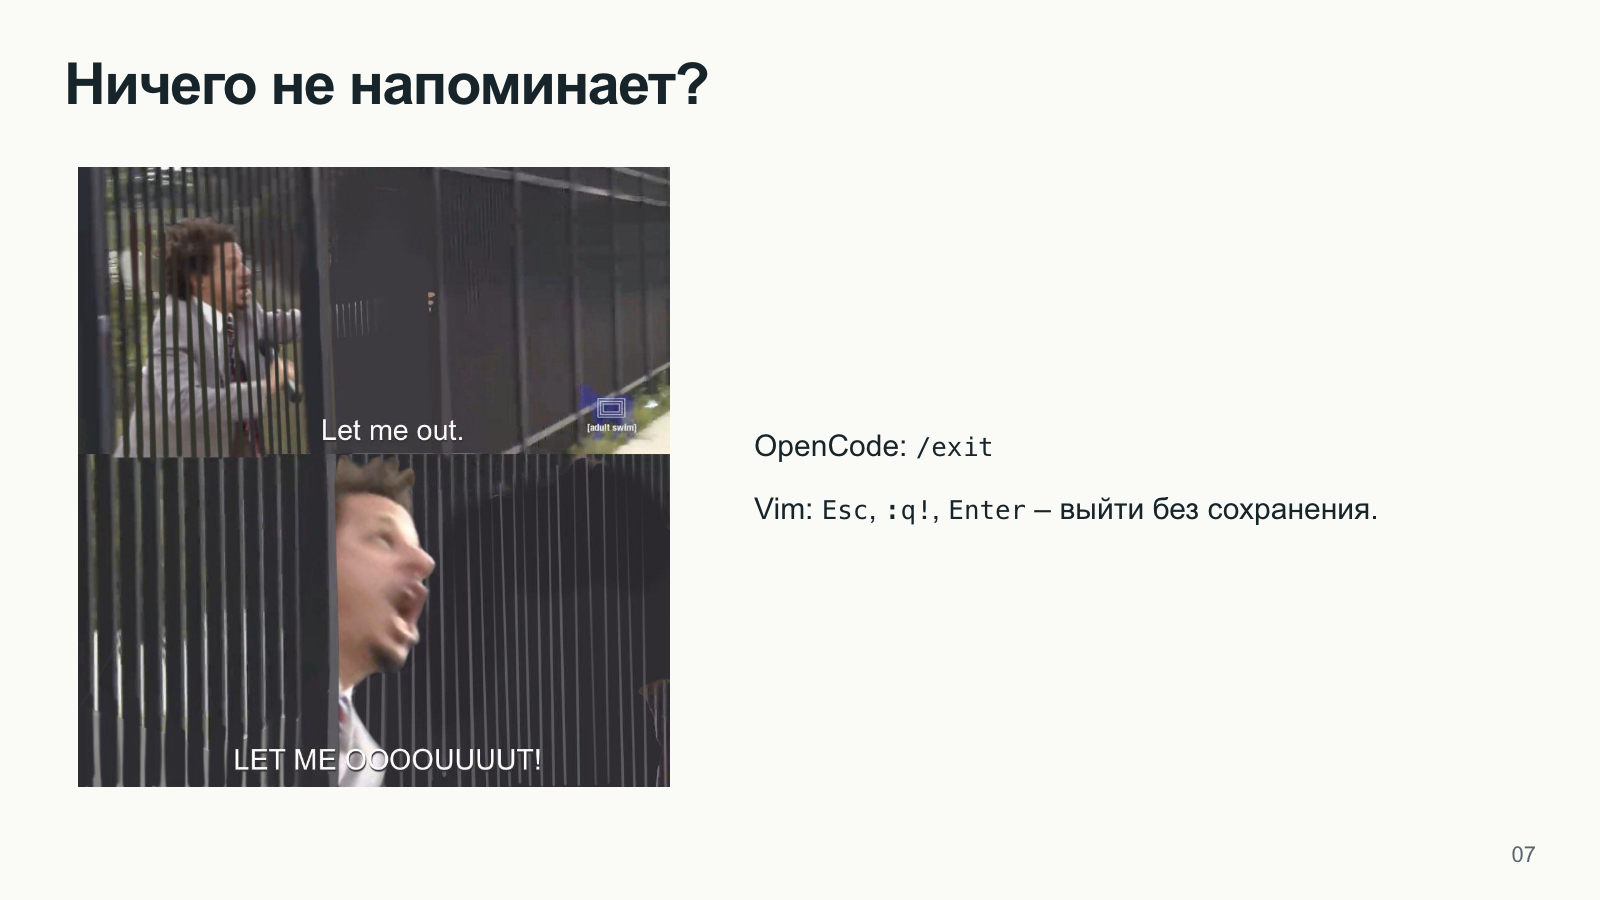 Ничего не напоминает?
Let me out.
[adult swim]
LET ME OOOOUUUUT!
OpenCode: /exit
Vim: Esc, :q!, Enter – выйти без сохранения.
07